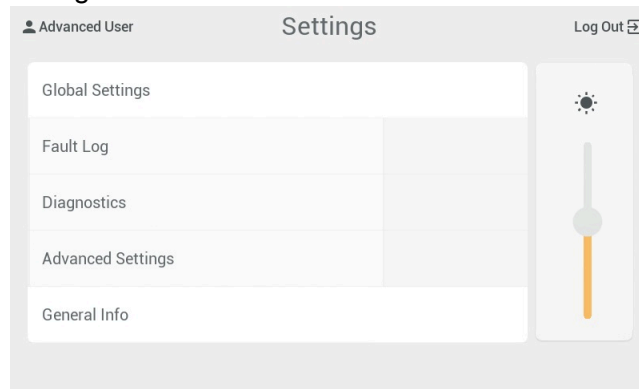 Advanced User
Settings
Log Out
Global Settings
Fault Log
Diagnostics
Advanced Settings
General Info